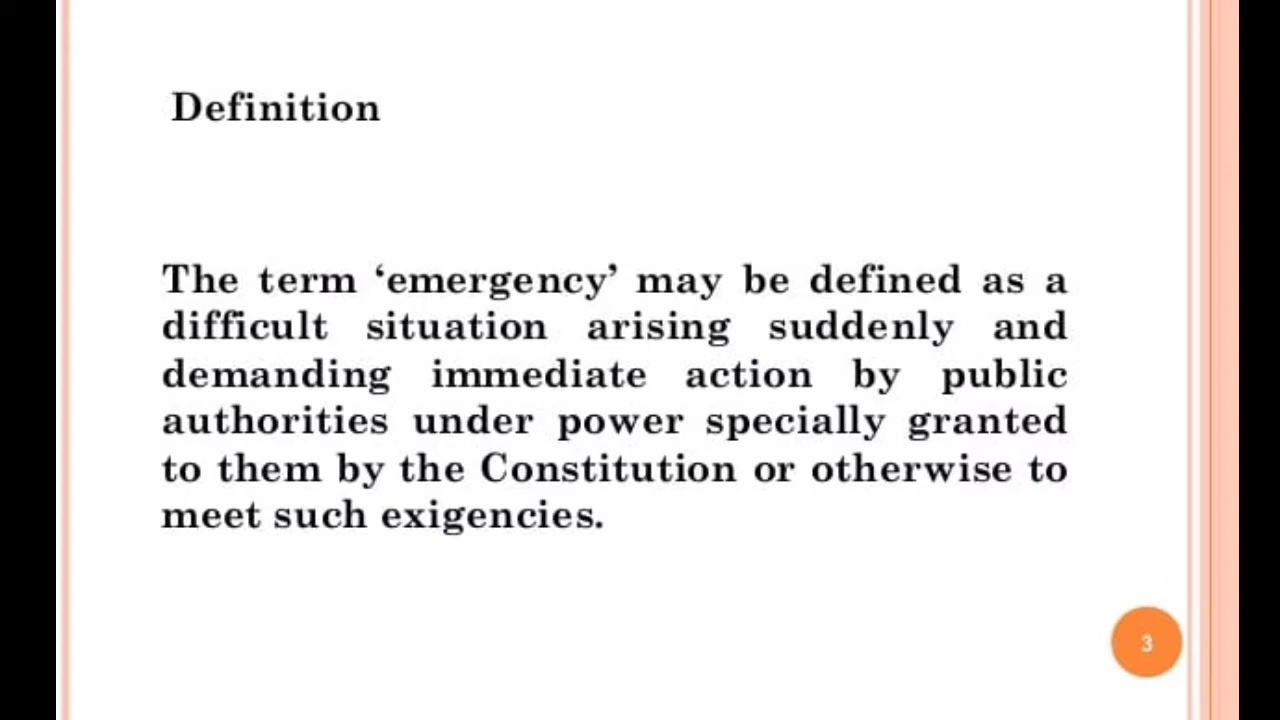 Definition
The term ‘emergency’ may be defined as a
difficult situation arising suddenly and
demanding immediate action by public
authorities under power specially granted
to them by the Constitution or otherwise to
meet such exigencies.
3